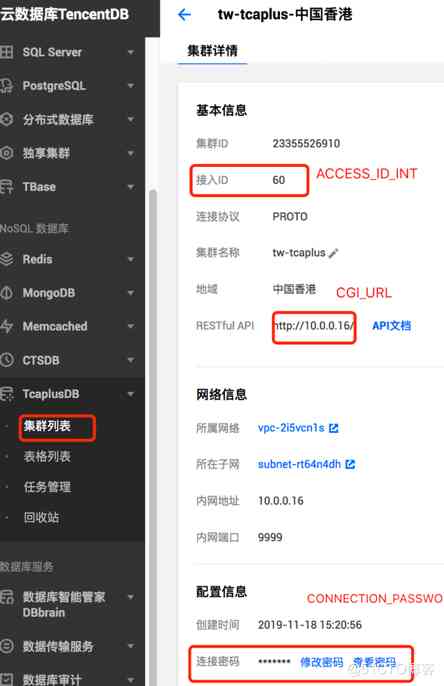 云数据库TencentDB
SQL Server
PostgreSQL
分布式数据库
独享集群
TBase
NoSQL 数据库
Redis
MongoDB
Memcached
CTSDB
TcaplusDB
集群列表
表格列表
任务管理
回收站
数据库服务
数据库智能管家
DBbrain
数据传输服务
数据库审计
tw-tcaplus-中国香港
集群详情
基本信息
集群ID 23355526910
接入ID 60 ACCESS_ID_INT
连接协议 PROTO
集群名称 tw-tcaplus
地域 中国香港 CGI_URL
RESTful API http://10.0.0.16/ API文档
网络信息
所属网络 vpc-2i5vcn1s
所在子网 subnet-rt64n4dh
内网地址 10.0.0.16
内网端口 9999
配置信息 CONNECTION_PASSWO
创建时间 2019-11-18 15:20:56
连接密码 ******* 修改密码 查看密码
@51CTO博客